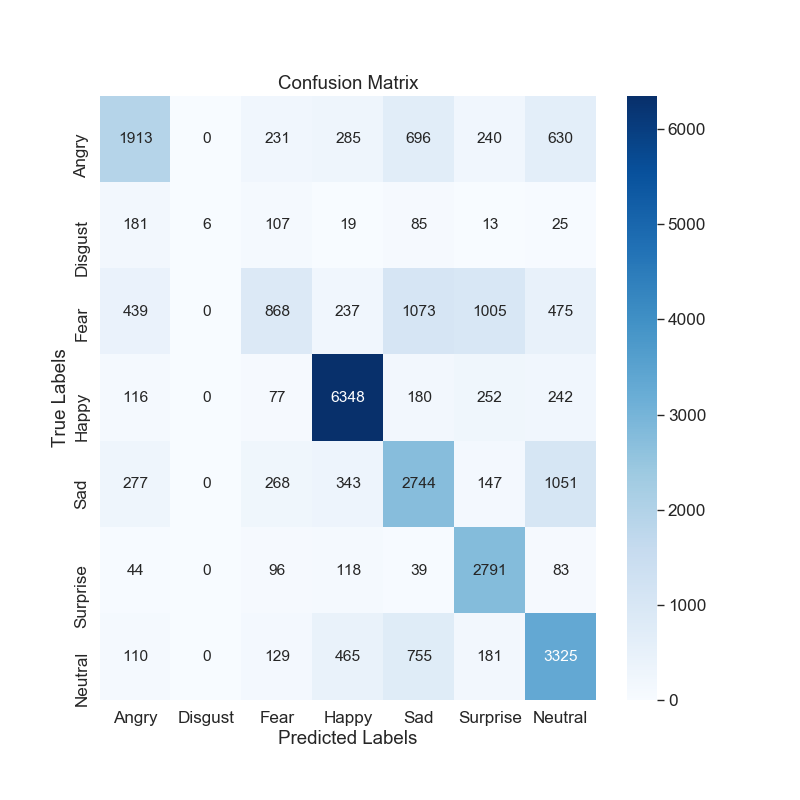 Confusion Matrix
Angry 1913 0 231 285 696 240 630
Disgust 181 6 107 19 85 13 25
Fear 439 0 868 237 1073 1005 475
Happy 116 0 77 6348 180 252 242
Sad 277 0 268 343 2744 147 1051
Surprise 44 0 96 118 39 2791 83
Neutral 110 0 129 465 755 181 3325
True Labels
Angry Disgust Fear Happy Sad Surprise Neutral
Predicted Labels
6000
5000
4000
3000
2000
1000
0